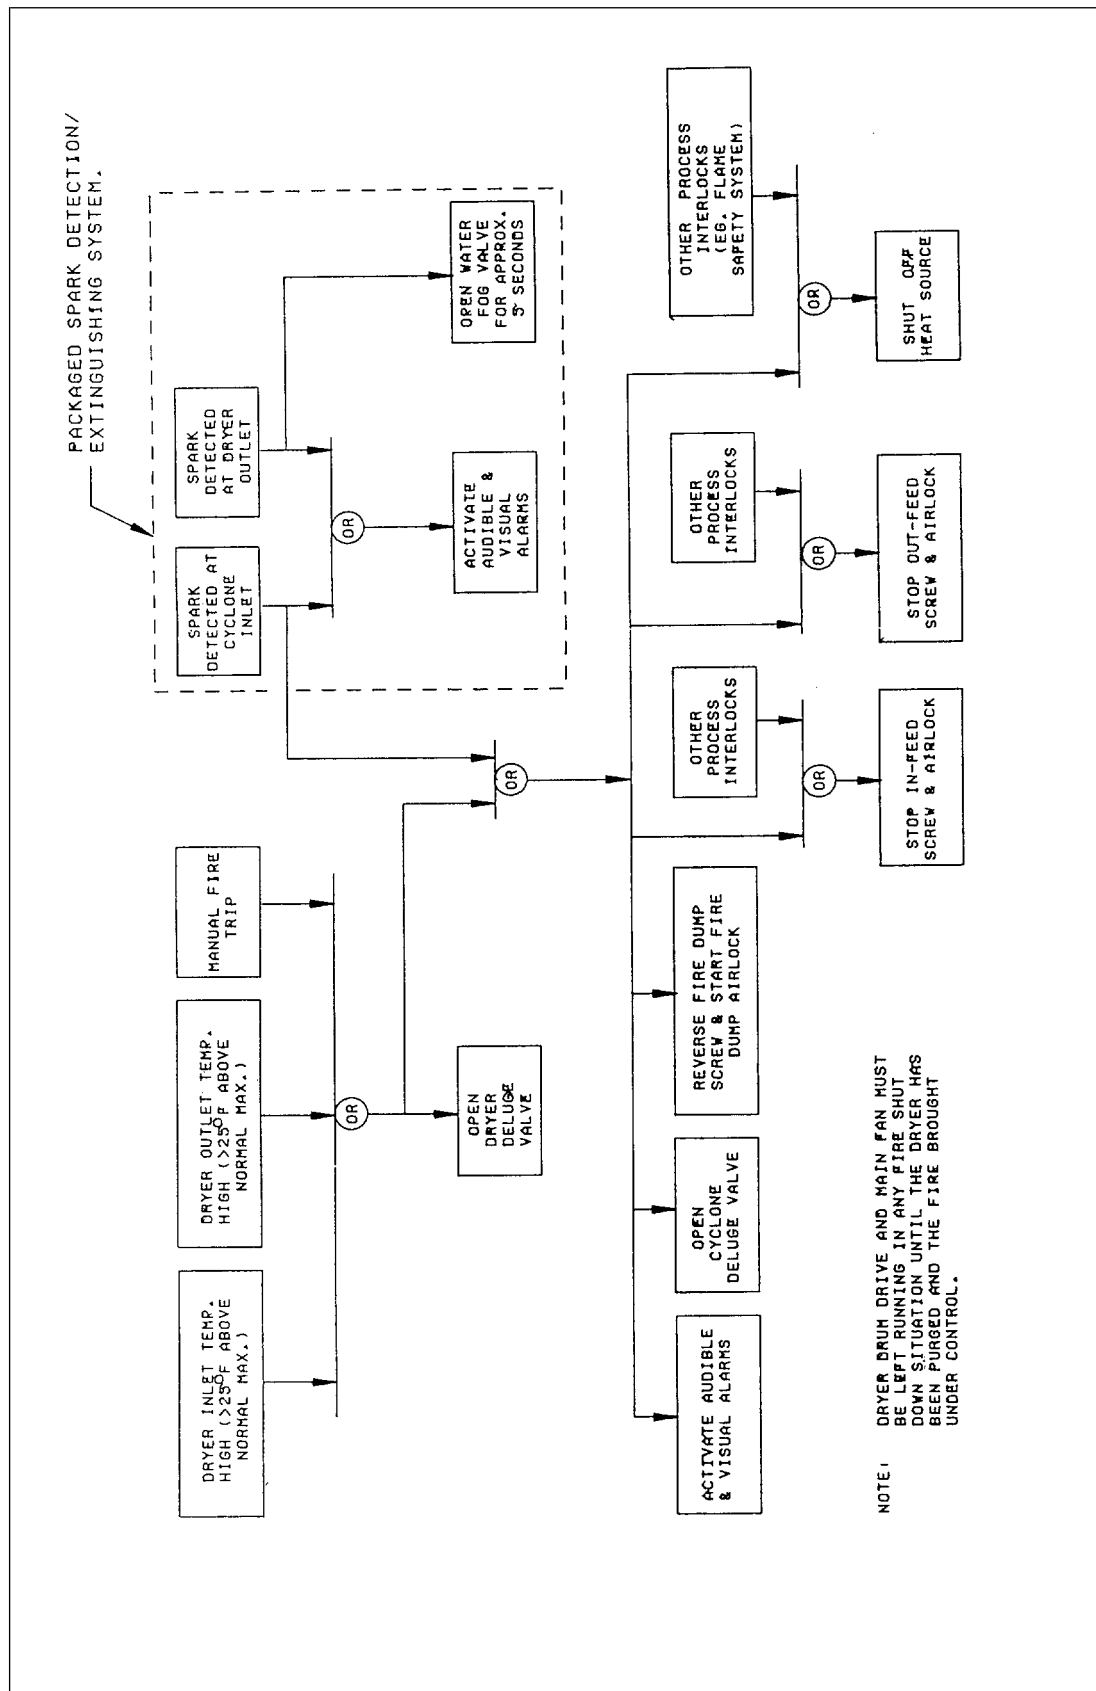 PACKAGED SPARK DETECTION/
EXTINGUISHING SYSTEM.
DRYER INLET TEMP.
HIGH (>25°F ABOVE
NORMAL MAX.)
DRYER OUTLET TEMP.
HIGH (>25°F ABOVE
NORMAL MAX.)
MANUAL FIRE
TRIP
SPARK
DETECTED AT
CYCLONE
INLET
SPARK
DETECTED
AT DRYER
OUTLET
OR
OR
OPEN
DRYER
DELUGE
VALVE
ACTIVATE
AUDIBLE &
VISUAL
ALARMS
OPEN WATER
FOG VALVE
FOR APPROX.
5 SECONDS
OR
ACTIVATE AUDIBLE
& VISUAL ALARMS
OPEN
CYCLONE
DELUGE VALVE
REVERSE FIRE DUMP
SCREW & START FIRE
DUMP AIRLOCK
OTHER
PROCESS
INTERLOCKS
OTHER
PROCESS
INTERLOCKS
OTHER PROCESS
INTERLOCKS
(EG. FLAME
SAFETY SYSTEM)
OR
OR
OR
STOP IN-FEED
SCREW & AIRLOCK
STOP OUT-FEED
SCREW & AIRLOCK
SHUT OFF
HEAT SOURCE
NOTE: DRYER DRUM DRIVE AND MAIN FAN MUST
BE LEFT RUNNING IN ANY FIRE SHUT
DOWN SITUATION UNTIL THE DRYER HAS
BEEN PURGED AND THE FIRE BROUGHT
UNDER CONTROL.